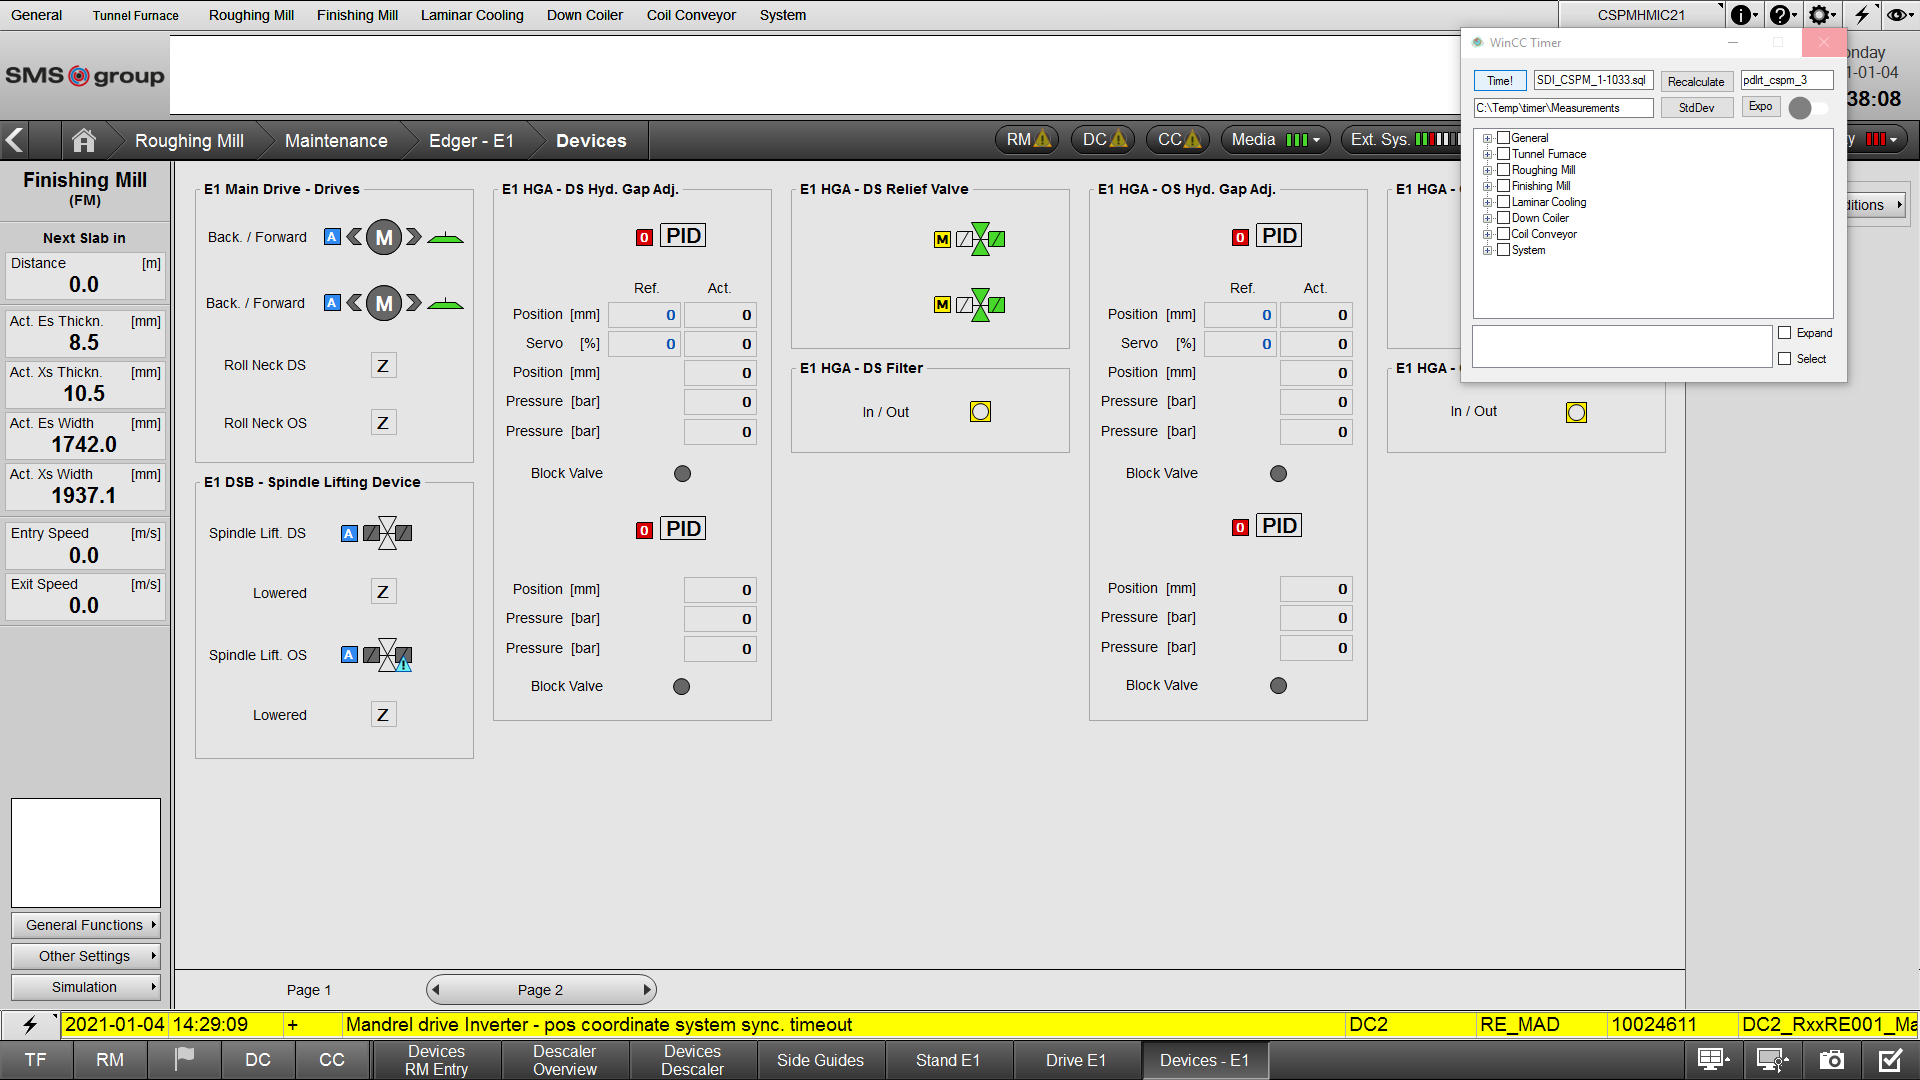 General Tunnel Furnace Roughing Mill Finishing Mill Laminar Cooling Down Coiler Coil Conveyor System CSPMHMIC21
SMS group
onday
1-01-04
38:08
WinCC Timer
Time! SDI_CSPM_1-1033.sql Recalculate pdlrt_cspm_3
C:\Temp\timer\Measurements StdDev Expo
General
Tunnel Furnace
Roughing Mill
Finishing Mill
Laminar Cooling
Down Coiler
Coil Conveyor
System
Expand
Select
Roughing Mill Maintenance Edger - E1 Devices RM DC CC Media Ext. Sys. y
ditions
Finishing Mill
(FM)
Next Slab in
Distance [m]
0.0
Act. Es Thickn. [mm]
8.5
Act. Xs Thickn. [mm]
10.5
Act. Es Width [mm]
1742.0
Act. Xs Width [mm]
1937.1
Entry Speed [m/s]
0.0
Exit Speed [m/s]
0.0
General Functions
Other Settings
Simulation
E1 Main Drive - Drives
Back. / Forward A M
Back. / Forward A M
Roll Neck DS Z
Roll Neck OS Z
E1 DSB - Spindle Lifting Device
Spindle Lift. DS A
Lowered Z
Spindle Lift. OS A
Lowered Z
E1 HGA - DS Hyd. Gap Adj.
0 PID
Ref. Act.
Position [mm] 0 0
Servo [%] 0 0
Position [mm] 0
Pressure [bar] 0
Pressure [bar] 0
Block Valve
0 PID
Position [mm] 0
Pressure [bar] 0
Pressure [bar] 0
Block Valve
E1 HGA - DS Relief Valve
M
M
E1 HGA - DS Filter
In / Out
E1 HGA - OS Hyd. Gap Adj.
0 PID
Ref. Act.
Position [mm] 0 0
Servo [%] 0 0
Position [mm] 0
Pressure [bar] 0
Pressure [bar] 0
Block Valve
0 PID
Position [mm] 0
Pressure [bar] 0
Pressure [bar] 0
Block Valve
E1 HGA -
E1 HGA -
In / Out
Page 1 Page 2
2021-01-04 14:29:09 + Mandrel drive Inverter - pos coordinate system sync. timeout DC2 RE_MAD 10024611 DC2_RxxRE001_Ma
TF RM DC CC
Devices
RM Entry
Descaler
Overview
Devices
Descaler
Side Guides Stand E1 Drive E1 Devices - E1